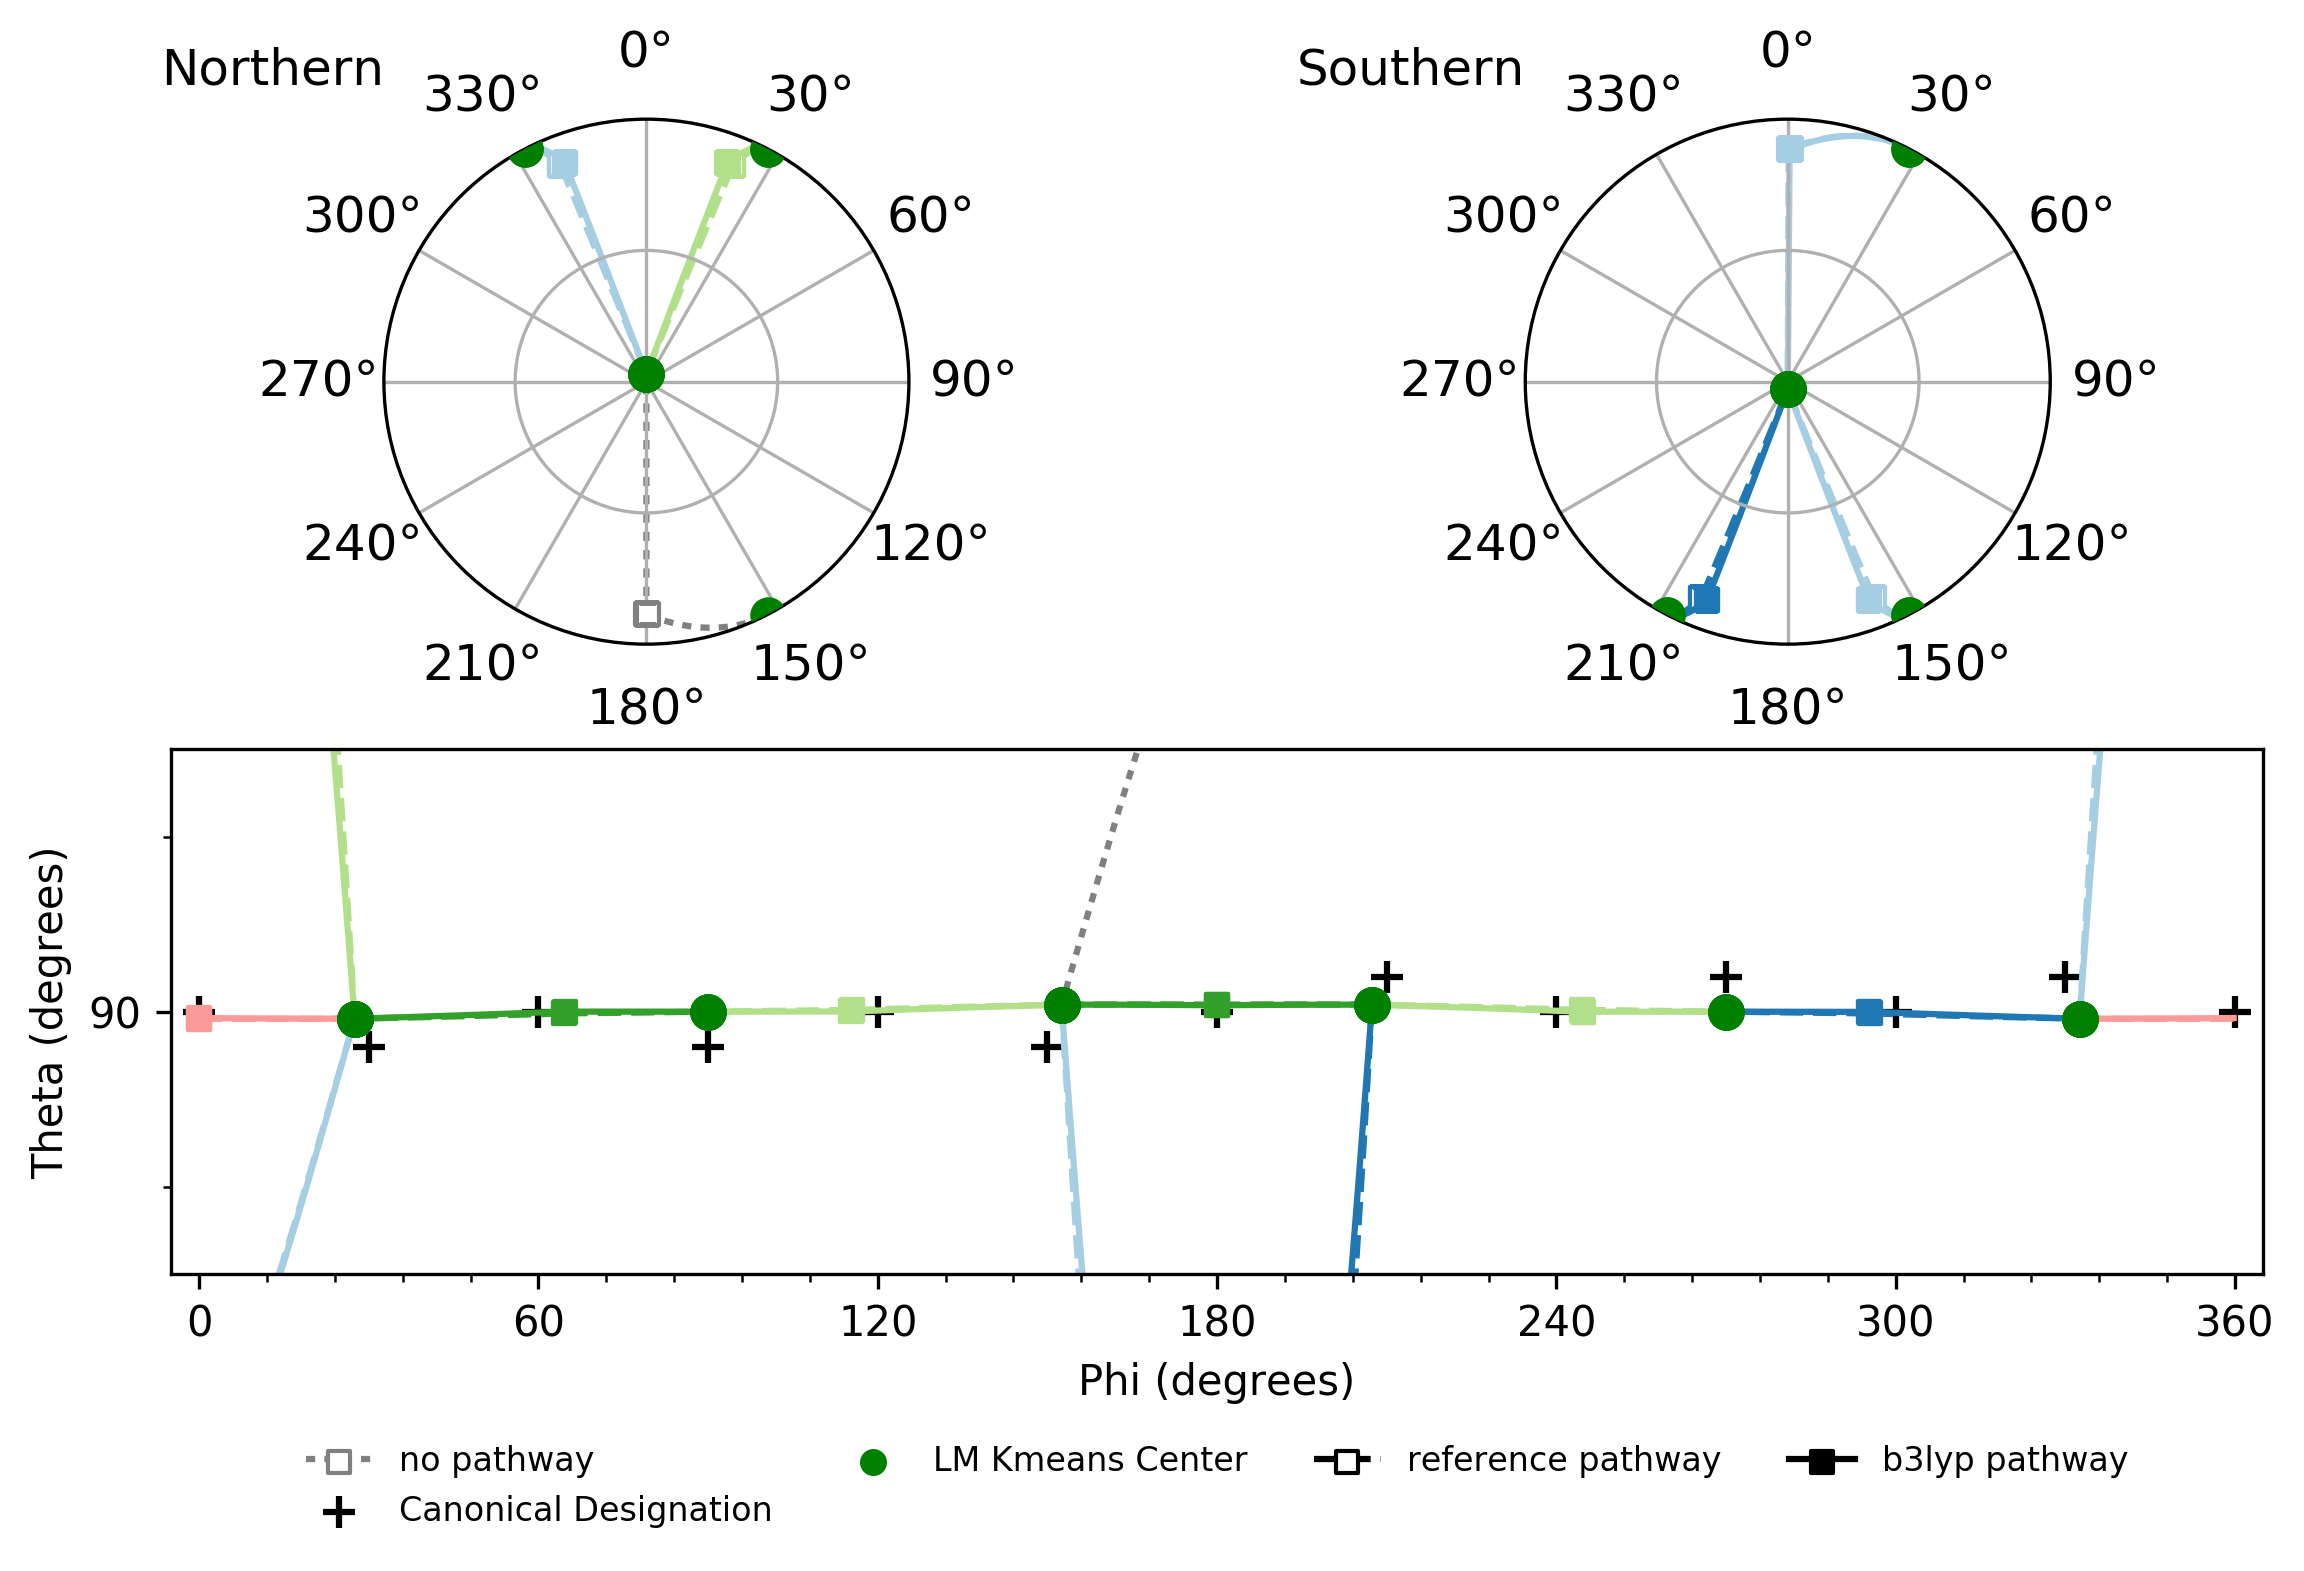 Northern
0°
330°
30°
300°
60°
270°
90°
240°
120°
210°
150°
180°
Southern
0°
330°
30°
300°
60°
270°
90°
240°
120°
210°
150°
180°
Theta (degrees)
90
0 60 120 180 240 300 360
Phi (degrees)
no pathway
Canonical Designation
LM Kmeans Center
reference pathway
b3lyp pathway